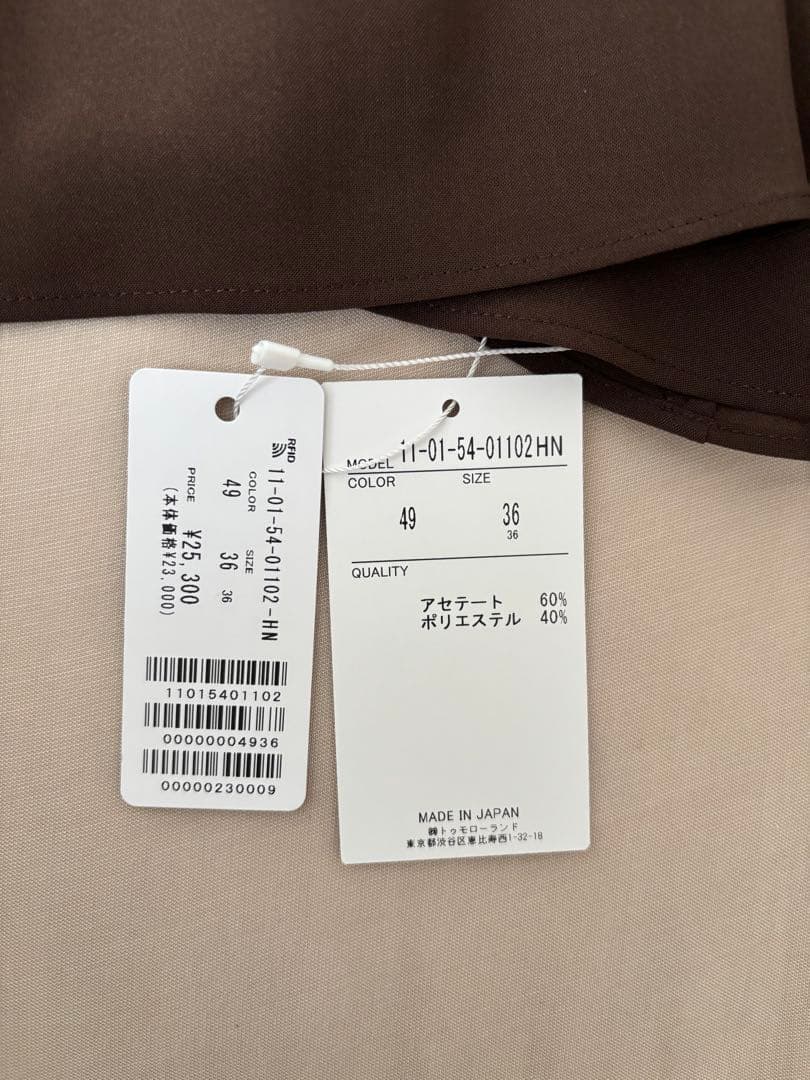 RFID
11-01-54-01102-HN
COLOR SIZE
49 36 36
PRICE ¥25,300
(本体価格¥23,000)
11015401102
00000004936
00000230009
MODEL 11-01-54-01102HN
COLOR SIZE
49 36
36
QUALITY
アセテート 60%
ポリエステル 40%
MADE IN JAPAN
㈱トゥモローランド
東京都渋谷区恵比寿西1-32-18